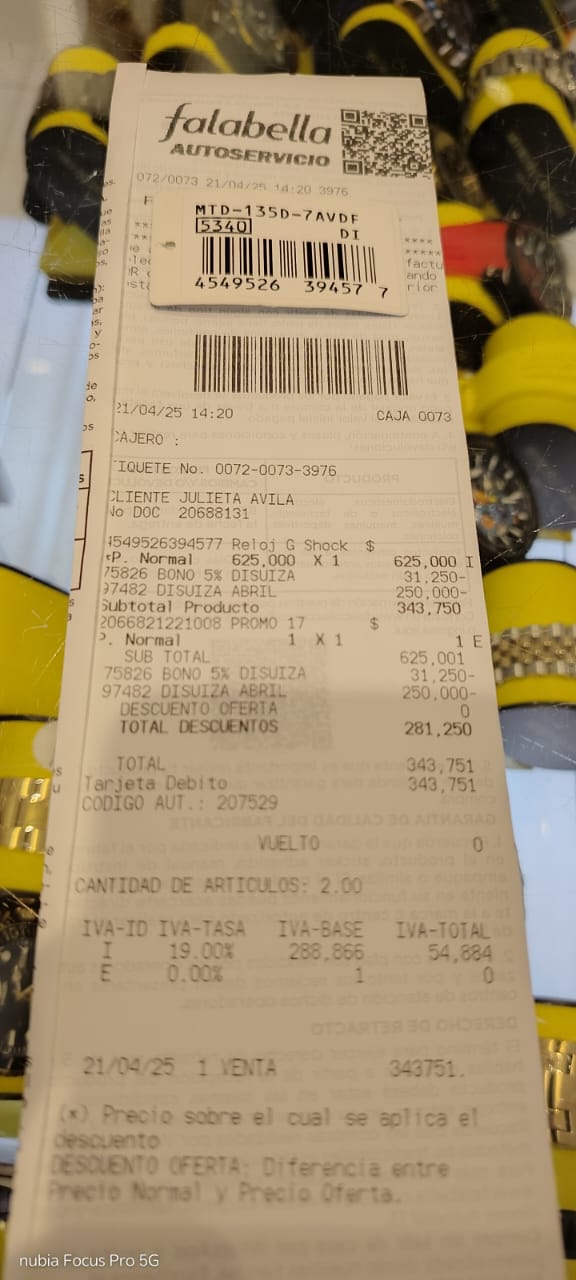 falabella
AUTOSERVICIO
072/0073 21/04/25 14:20 3976
MTD-135D-7AVDF
5340
DI
4549526 39457 7
factu
ando
rior
21/04/25 14:20 CAJA 0073
CAJERO :
TIQUETE No. 0072-0073-3976
CLIENTE JULIETA AVILA
No DOC 20688131
4549526394577 Reloj G Shock $
*P. Normal 625,000 X 1 625,000 I
75826 BONO 5% DISUIZA 31,250-
97482 DISUIZA ABRIL 250,000-
Subtotal Producto 343,750
2066821221008 PROMO 17 $
P. Normal 1 X 1 1 E
SUB TOTAL 625,001
75826 BONO 5% DISUIZA 31,250-
97482 DISUIZA ABRIL 250,000-
DESCUENTO OFERTA 0
TOTAL DESCUENTOS 281,250
TOTAL 343,751
Tarjeta Debito 343,751
CODIGO AUT.: 207529
VUELTO 0
CANTIDAD DE ARTICULOS: 2.00
IVA-ID IVA-TASA IVA-BASE IVA-TOTAL
I 19.00% 288,866 54,884
E 0.00% 1 0
21/04/25 1 VENTA 343751.
(*) Precio sobre el cual se aplica el
descuento
DESCUENTO OFERTA: Diferencia entre
Precio Normal y Precio Oferta.
nubia Focus Pro 5G